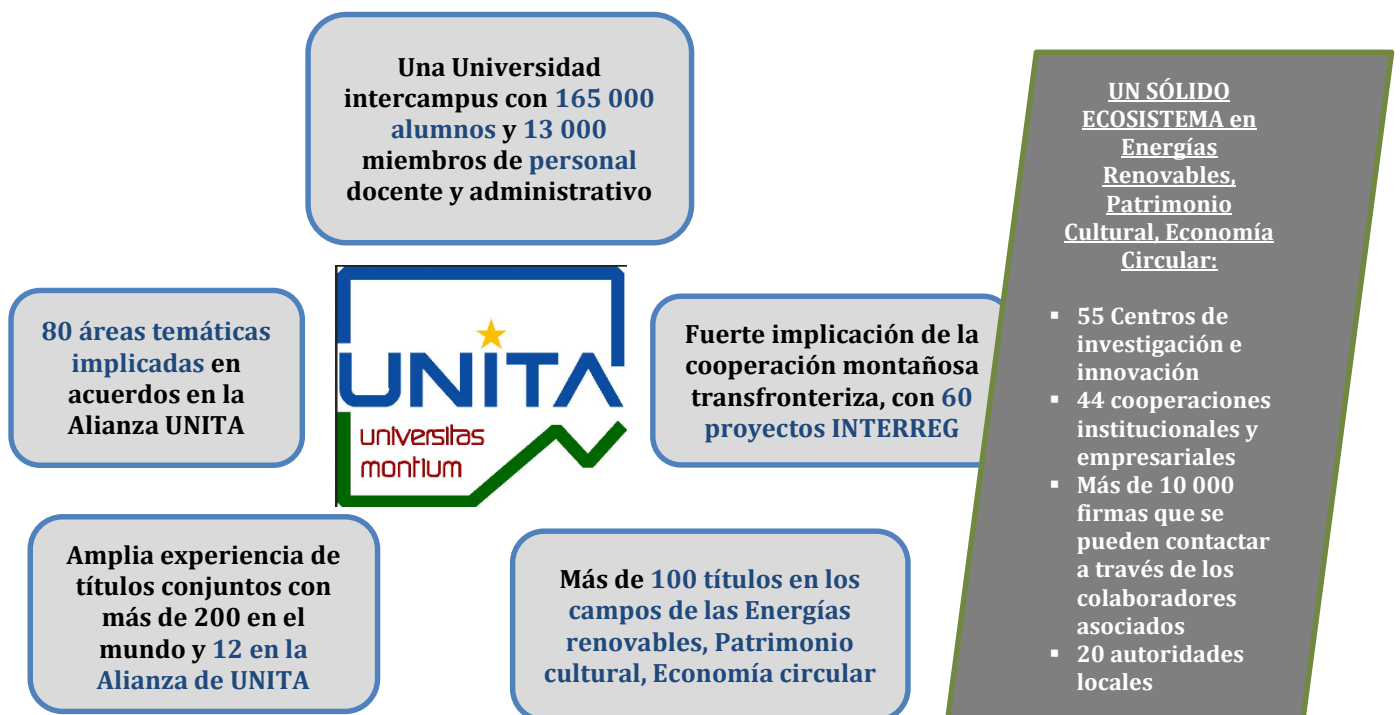 Una Universidad
intercampus con 165 000
alumnos y 13 000
miembros de personal
docente y administrativo
80 áreas temáticas
implicadas en
acuerdos en la
Alianza UNITA
UNITA
universitas
montium
Fuerte implicación de la
cooperación montañosa
transfronteriza, con 60
proyectos INTERREG
Amplia experiencia de
títulos conjuntos con
más de 200 en el
mundo y 12 en la
Alianza de UNITA
Más de 100 títulos en los
campos de las Energías
renovables, Patrimonio
cultural, Economía circular
UN SÓLIDO
ECOSISTEMA en
Energías
Renovables,
Patrimonio
Cultural, Economía
Circular:
▪ 55 Centros de
investigación e
innovación
▪ 44 cooperaciones
institucionales y
empresariales
▪ Más de 10 000
firmas que se
pueden contactar
a través de los
colaboradores
asociados
▪ 20 autoridades
locales